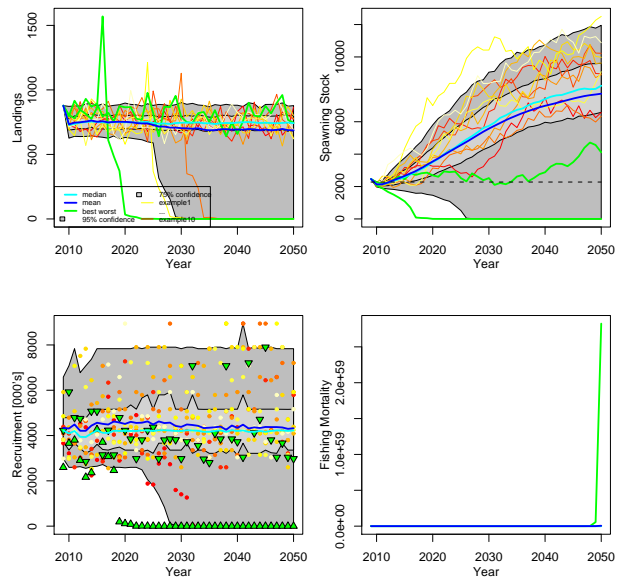 1500
1000
500
0
Landings
median
mean
best worst
95% confidence
75% confidence
example1
...
example10
2010 2020 2030 2040 2050
Year
10000
6000
2000
0
Spawning Stock
2010 2020 2030 2040 2050
Year
8000
6000
4000
2000
0
Recruitment [000's]
2010 2020 2030 2040 2050
Year
2.0e+59
1.0e+59
0.0e+00
Fishing Mortality
2010 2020 2030 2040 2050
Year